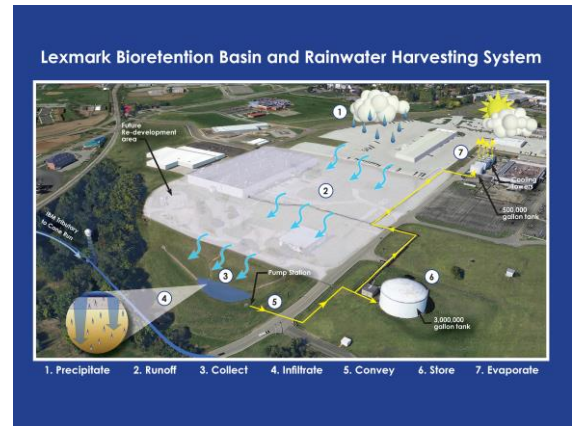 Lexmark Bioretention Basin and Rainwater Harvesting System
1
Future
Re-development
area
7
Cooling
Towers
2
500,000
gallon tank
IBM Tributary
to Cane Run
3
Pump Station
6
4
5
3,000,000
gallon tank
1. Precipitate 2. Runoff 3. Collect 4. Infiltrate 5. Convey 6. Store 7. Evaporate